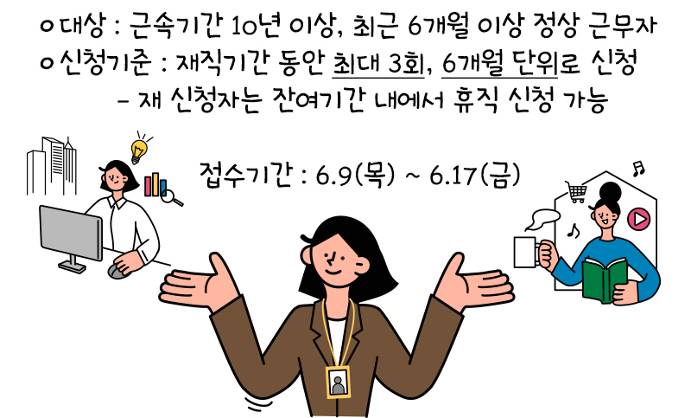 ㅇ대상 : 근속기간 10년 이상, 최근 6개월 이상 정상 근무자
ㅇ신청기준 : 재직기간 동안 최대 3회, 6개월 단위로 신청
- 재 신청자는 잔여기간 내에서 휴직 신청 가능
접수기간 : 6.9(목) ~ 6.17(금)